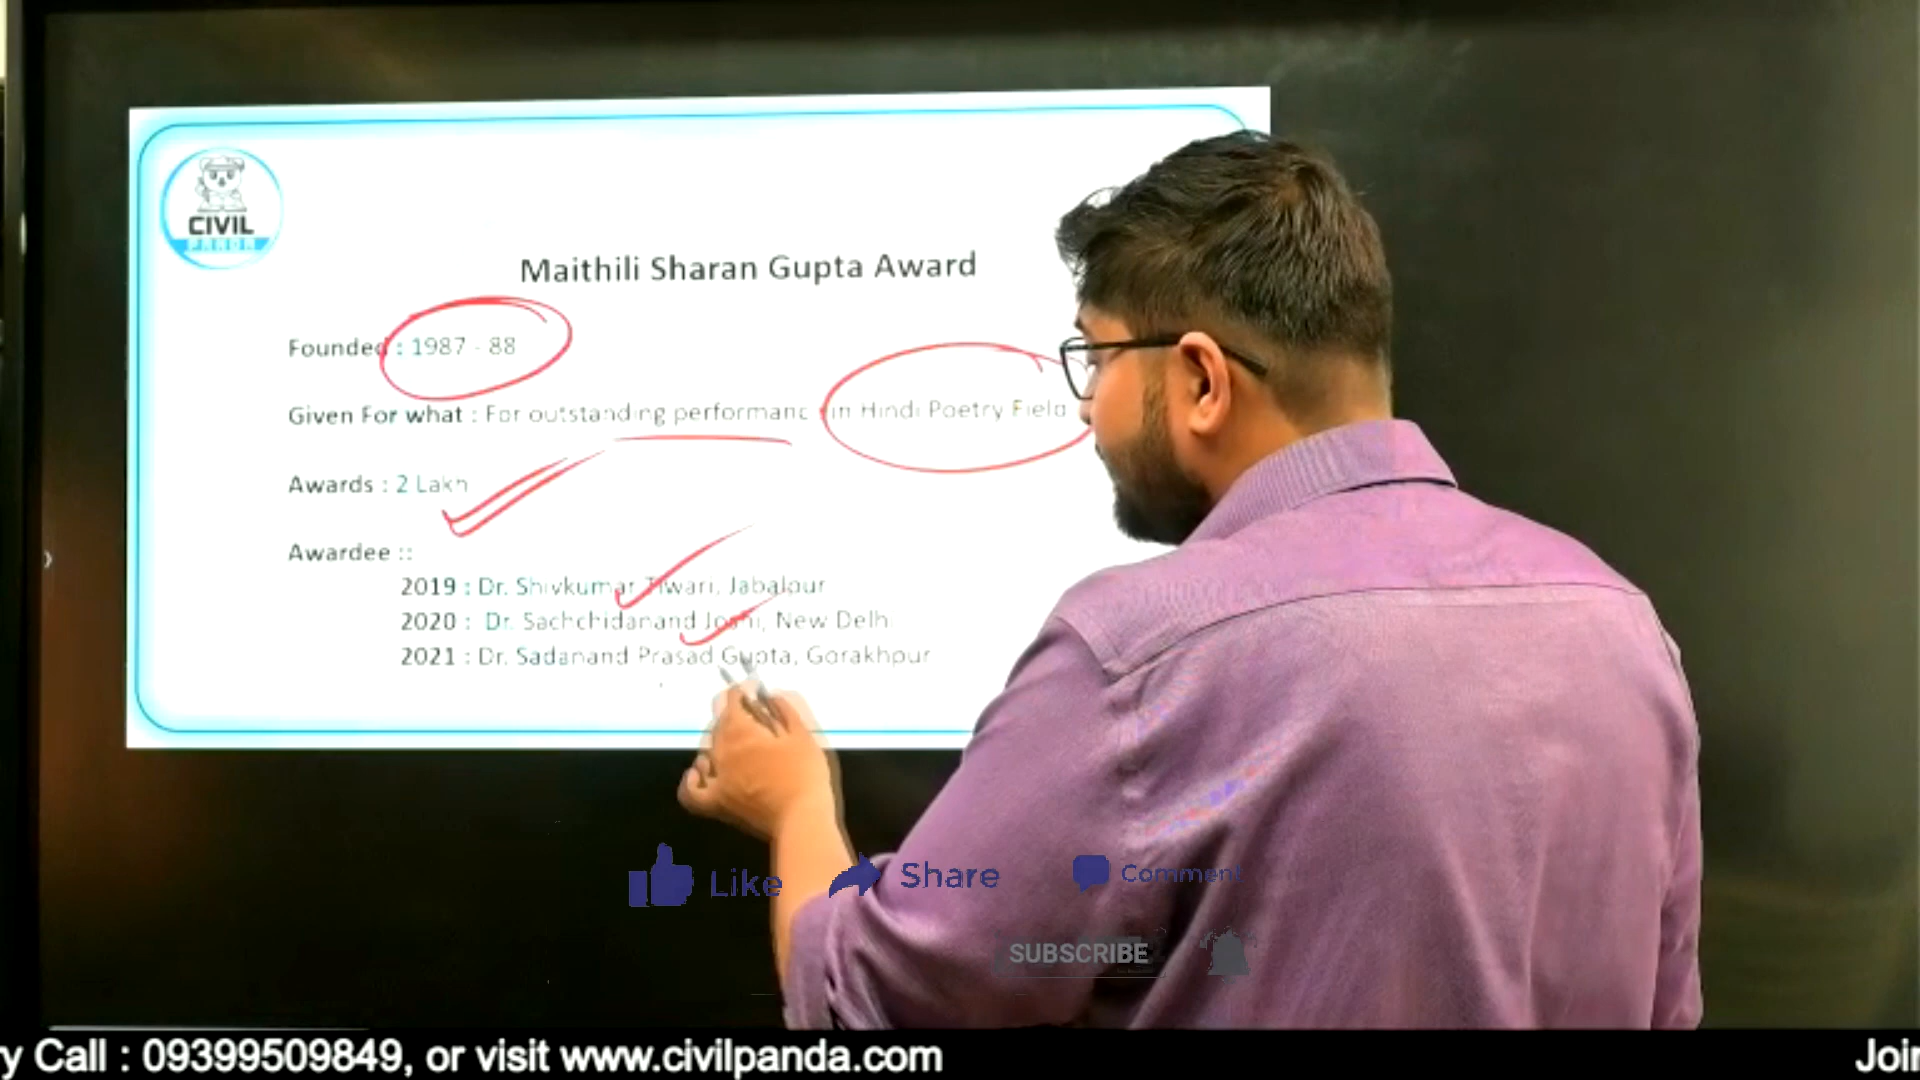 CIVIL
PANDA
Maithili Sharan Gupta Award
Founded : 1987 - 88
Given For what : For outstanding performanc in Hindi Poetry Field
Awards : 2 Lakh
Awardee ::
2019 : Dr. Shivkumar Tiwari, Jabalpur
2020 : Dr. Sachchidanand Joshi, New Delh
2021 : Dr. Sadanand Prasad Gupta, Gorakhpur
Like
Share
Comment
SUBSCRIBE
y Call : 09399509849, or visit www.civilpanda.com
Join